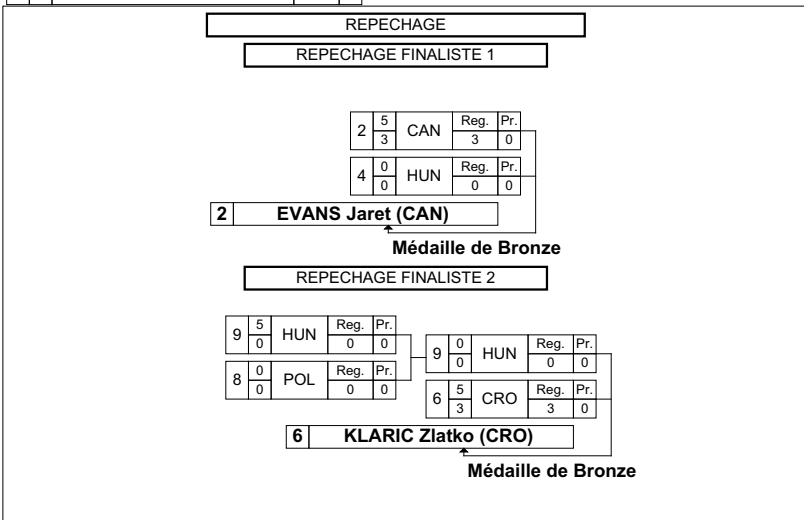 REPECHAGE
REPECHAGE FINALISTE 1
2 5 CAN Reg. Pr.
3 3 0
4 0 HUN Reg. Pr.
0 0 0
2 EVANS Jaret (CAN)
Médaille de Bronze
REPECHAGE FINALISTE 2
9 5 HUN Reg. Pr.
0 0 0
8 0 POL Reg. Pr.
0 0 0
9 0 HUN Reg. Pr.
0 0 0
6 5 CRO Reg. Pr.
3 3 0
6 KLARIC Zlatko (CRO)
Médaille de Bronze